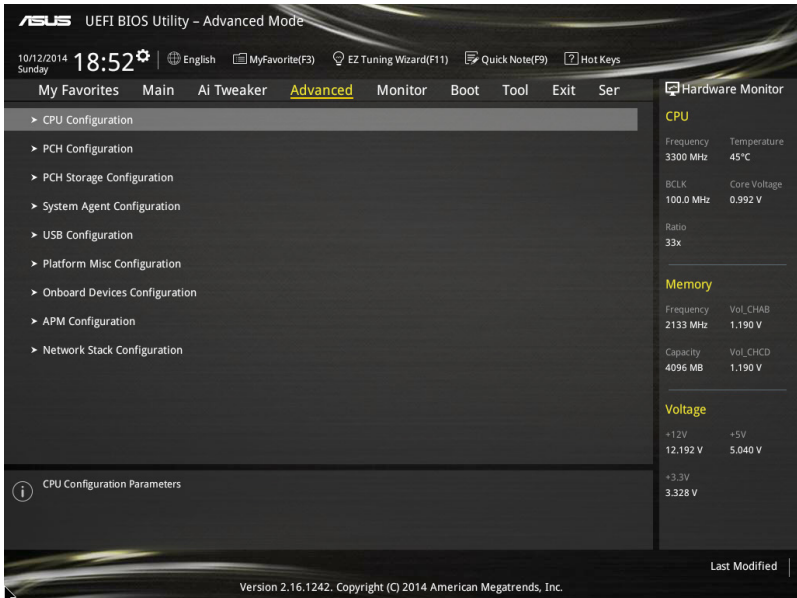 ASUS UEFI BIOS Utility – Advanced Mode
10/12/2014
Sunday
18:52
English
MyFavorite(F3)
EZ Tuning Wizard(F11)
Quick Note(F9)
? Hot Keys
My Favorites Main Ai Tweaker Advanced Monitor Boot Tool Exit Ser
> CPU Configuration
> PCH Configuration
> PCH Storage Configuration
> System Agent Configuration
> USB Configuration
> Platform Misc Configuration
> Onboard Devices Configuration
> APM Configuration
> Network Stack Configuration
CPU Configuration Parameters
Hardware Monitor
CPU
Frequency Temperature
3300 MHz 45°C
BCLK Core Voltage
100.0 MHz 0.992 V
Ratio
33x
Memory
Frequency Vol_CHAB
2133 MHz 1.190 V
Capacity Vol_CHCD
4096 MB 1.190 V
Voltage
+12V +5V
12.192 V 5.040 V
+3.3V
3.328 V
Last Modified
Version 2.16.1242. Copyright (C) 2014 American Megatrends, Inc.